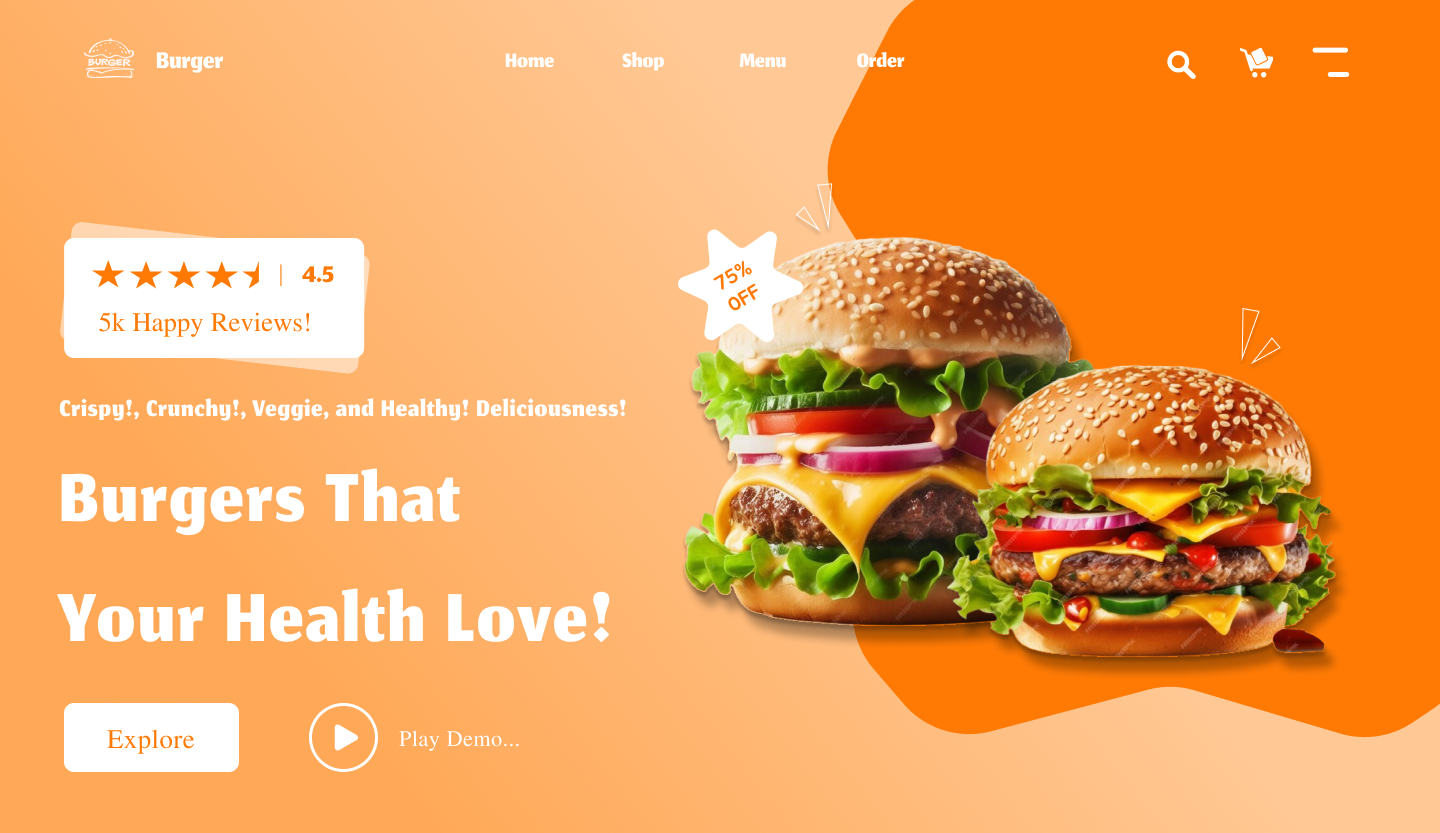 BURGER
Burger
Home
Shop
Menu
Order
4.5
5k Happy Reviews!
75%
OFF
Crispy!, Crunchy!, Veggie, and Healthy! Deliciousness!
Burgers That
Your Health Love!
Explore
Play Demo...